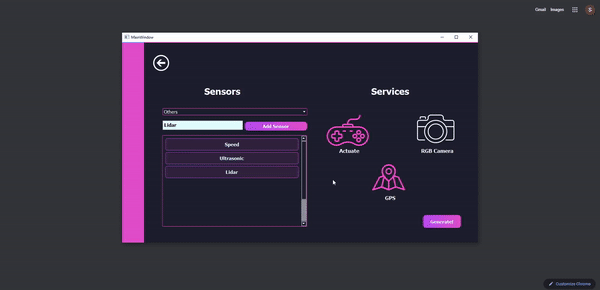 Gmail Images
S
MainWindow
Sensors
Services
Others
Lidar
Add Sensor
Speed
Ultrasonic
Lidar
Actuate
RGB Camera
GPS
Generate!
Customize Chrome